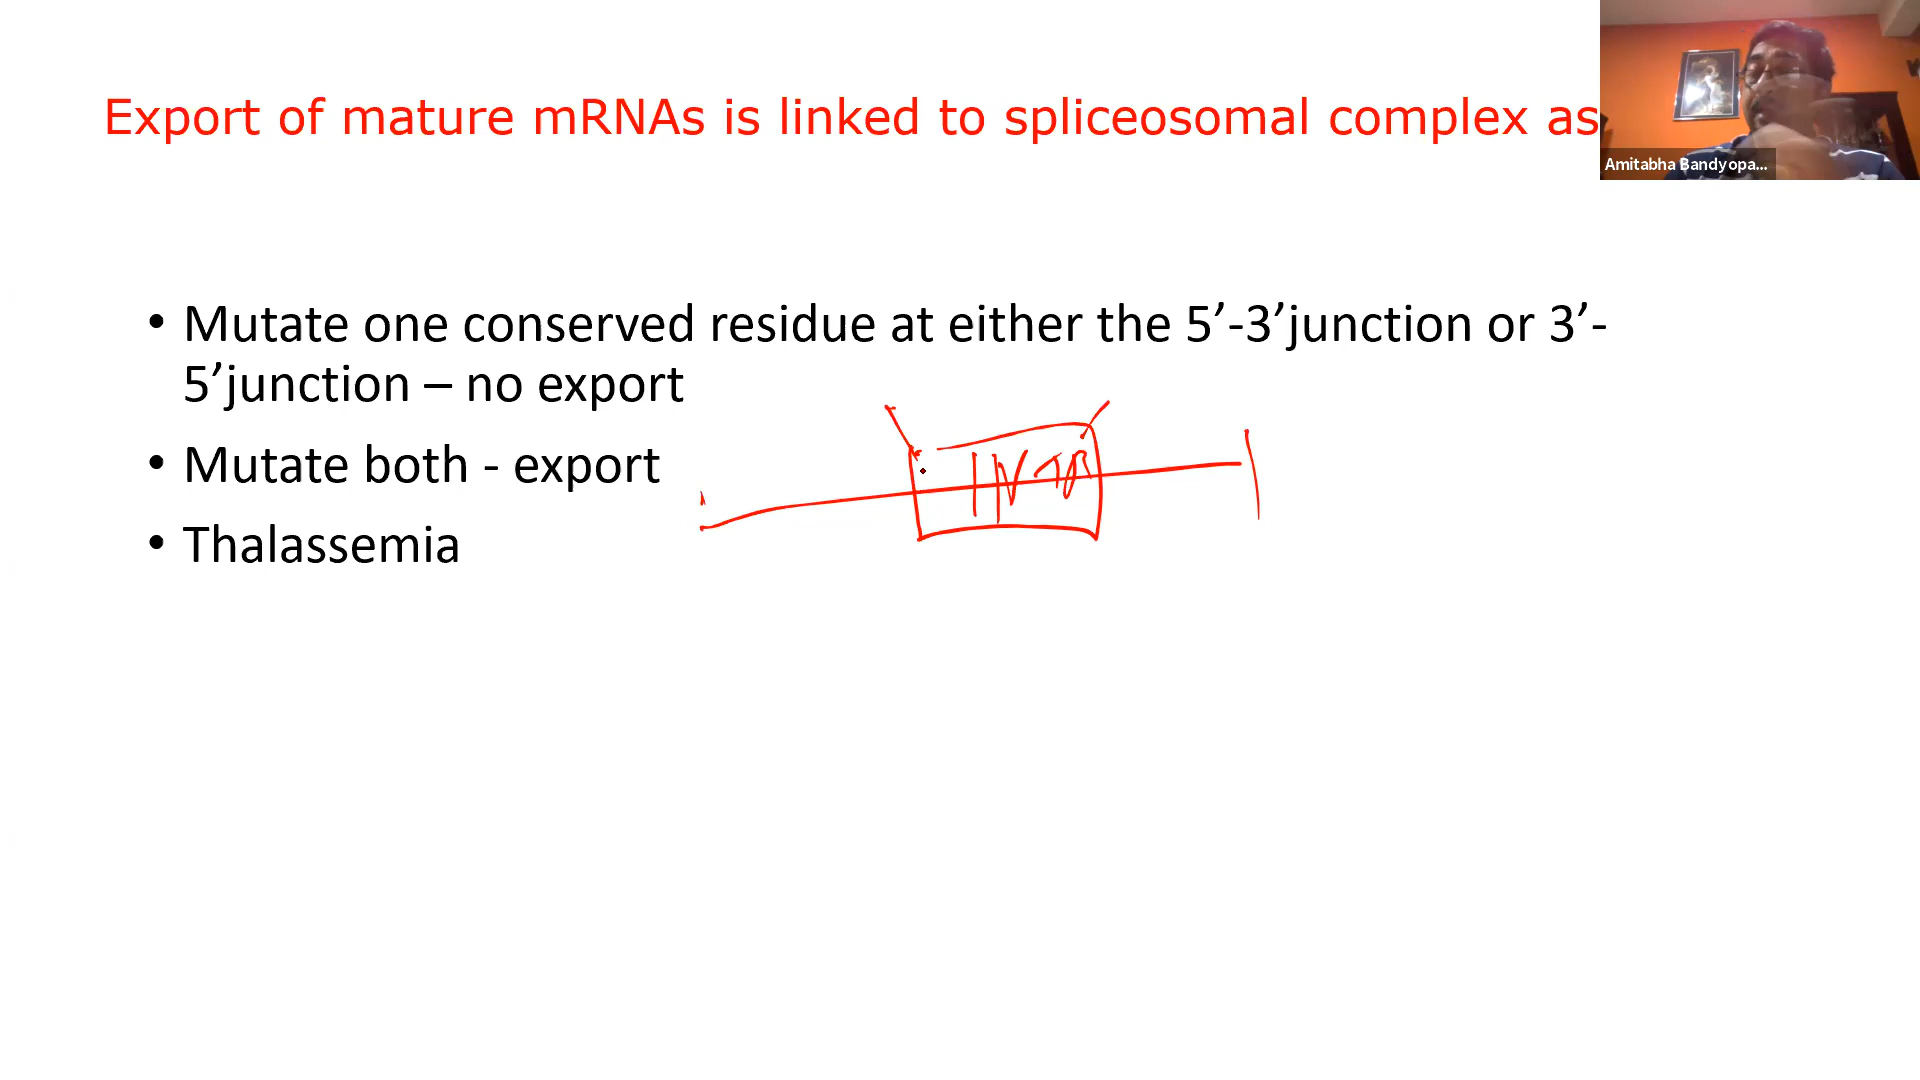 Export of mature mRNAs is linked to spliceosomal complex as
Amitabha Bandyopa...
• Mutate one conserved residue at either the 5’-3’junction or 3’-
5’junction – no export
• Mutate both - export
• Thalassemia